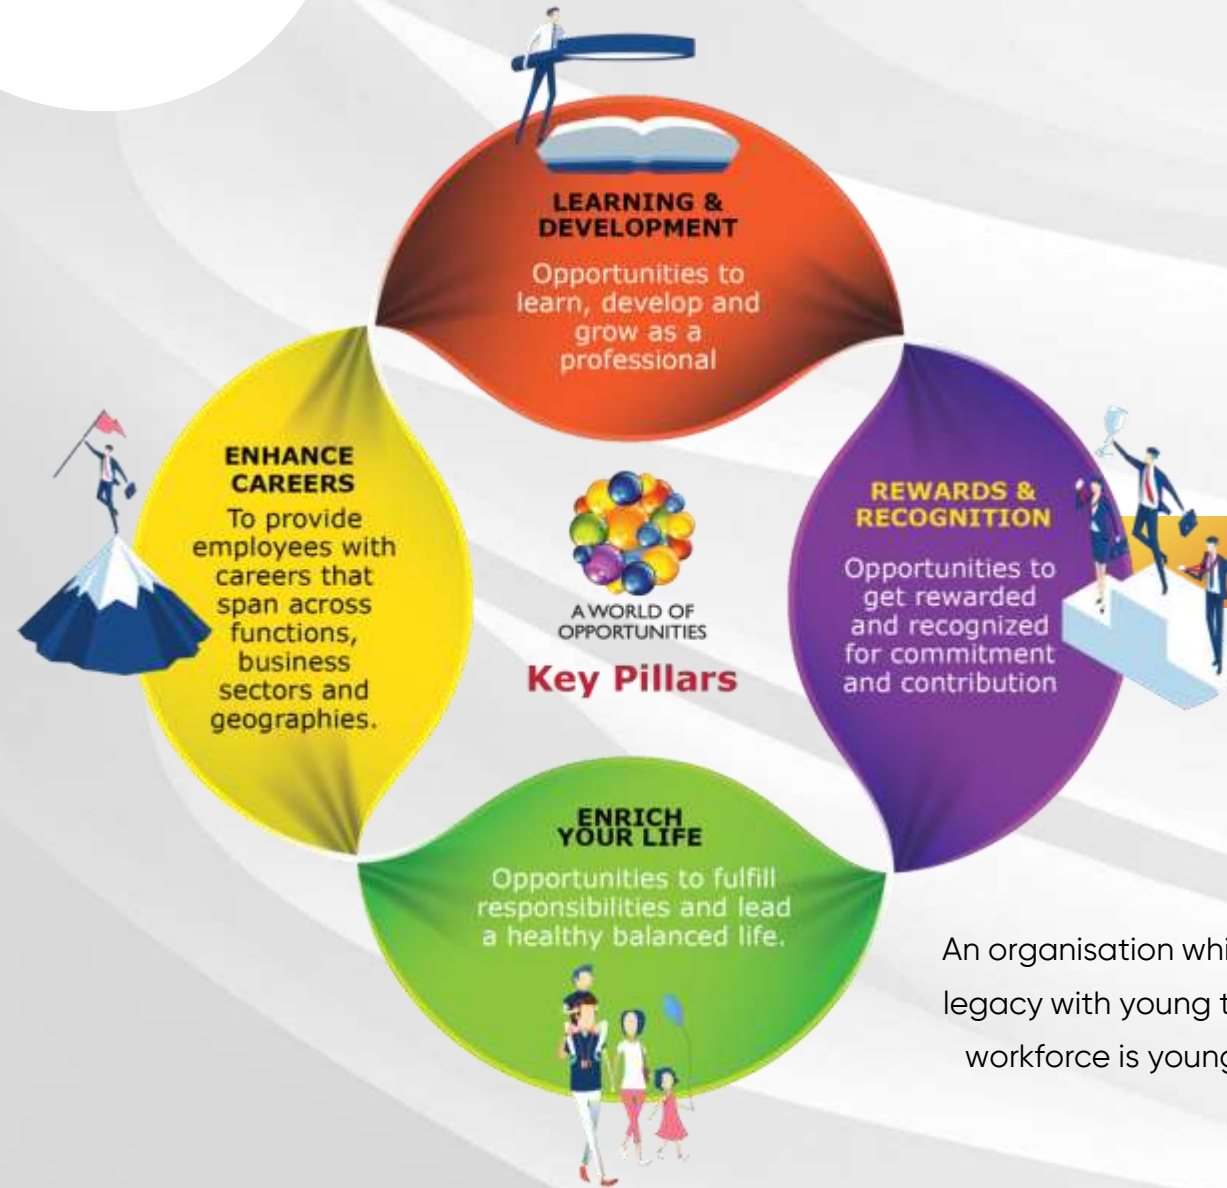 LEARNING &
DEVELOPMENT
Opportunities to
learn, develop and
grow as a
professional
ENHANCE
CAREERS
To provide
employees with
careers that
span across
functions,
business
sectors and
geographies.
A WORLD OF
OPPORTUNITIES
Key Pillars
REWARDS &
RECOGNITION
Opportunities to
get rewarded
and recognized
for commitment
and contribution
ENRICH
YOUR LIFE
Opportunities to fulfill
responsibilities and lead
a healthy balanced life.
An organisation
legacy with young
workforce is young